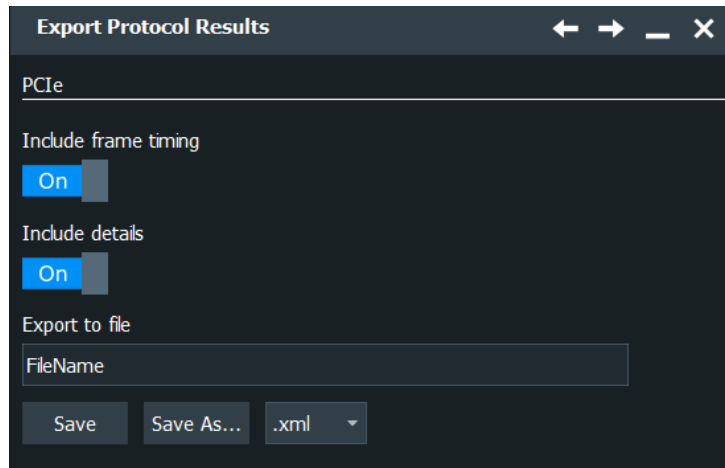 Export Protocol Results
PCIe
Include frame timing
On
Include details
On
Export to file
FileName
Save Save As... .xml